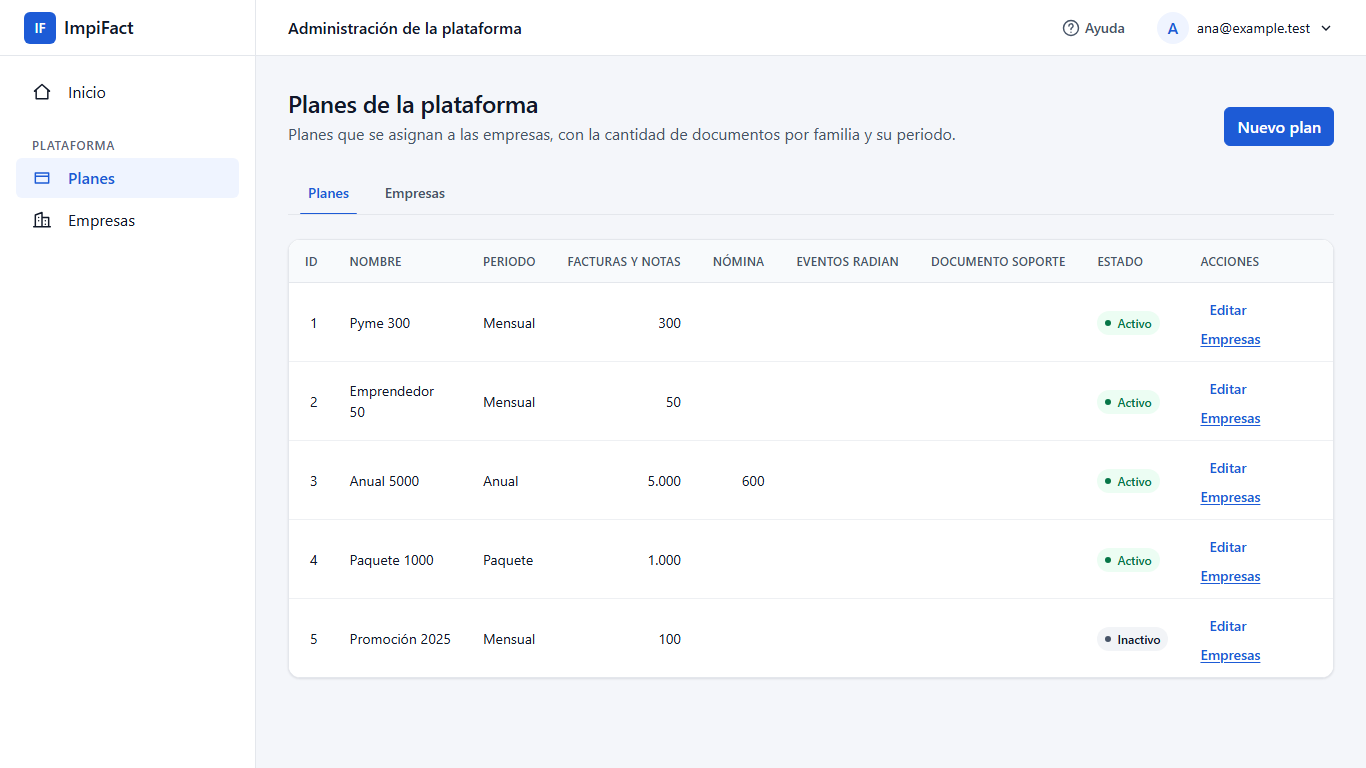 IF ImpiFact
Administración de la plataforma
Ayuda
A ana@example.test
Inicio
PLATAFORMA
Planes
Empresas
Planes de la plataforma
Planes que se asignan a las empresas, con la cantidad de documentos por familia y su periodo.
Nuevo plan
Planes Empresas
ID NOMBRE PERIODO FACTURAS Y NOTAS NÓMINA EVENTOS RADIAN DOCUMENTO SOPORTE ESTADO ACCIONES
1 Pyme 300 Mensual 300 Activo Editar
Empresas
2 Emprendedor 50 Mensual 50 Activo Editar
Empresas
3 Anual 5000 Anual 5.000 600 Activo Editar
Empresas
4 Paquete 1000 Paquete 1.000 Activo Editar
Empresas
5 Promoción 2025 Mensual 100 Inactivo Editar
Empresas